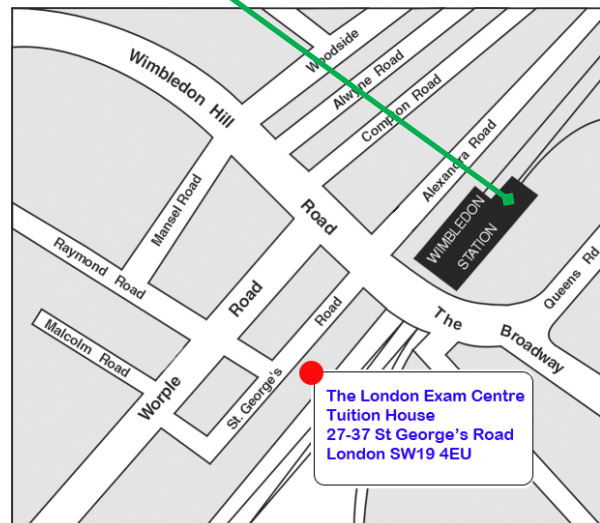 Woodside
Wimbledon Hill
Road
Alwyne Road
Compton Road
Alexandra Road
Mansel Road
WIMBLEDON
STATION
Queens Rd
Raymond Road
Road
Road
The Broadway
Malcolm Road
Worple
St. George's
The London Exam Centre
Tuition House
27-37 St George's Road
London SW19 4EU